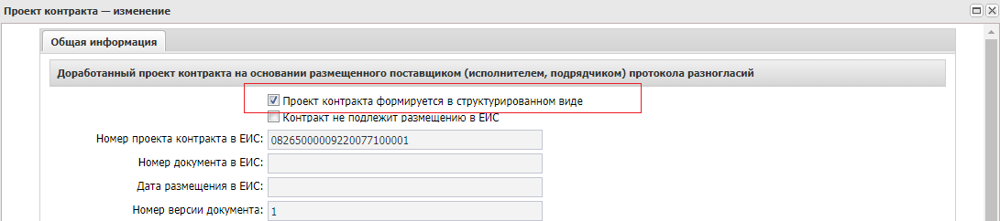 Проект контракта — изменение
Общая информация
Доработанный проект контракта на основании размещенного поставщиком (исполнителем, подрядчиком) протокола разногласий
Проект контракта формируется в структурированном виде
Контракт не подлежит размещению в ЕИС
Номер проекта контракта в ЕИС: 08265000009220077100001
Номер документа в ЕИС:
Дата размещения в ЕИС:
Номер версии документа: 1